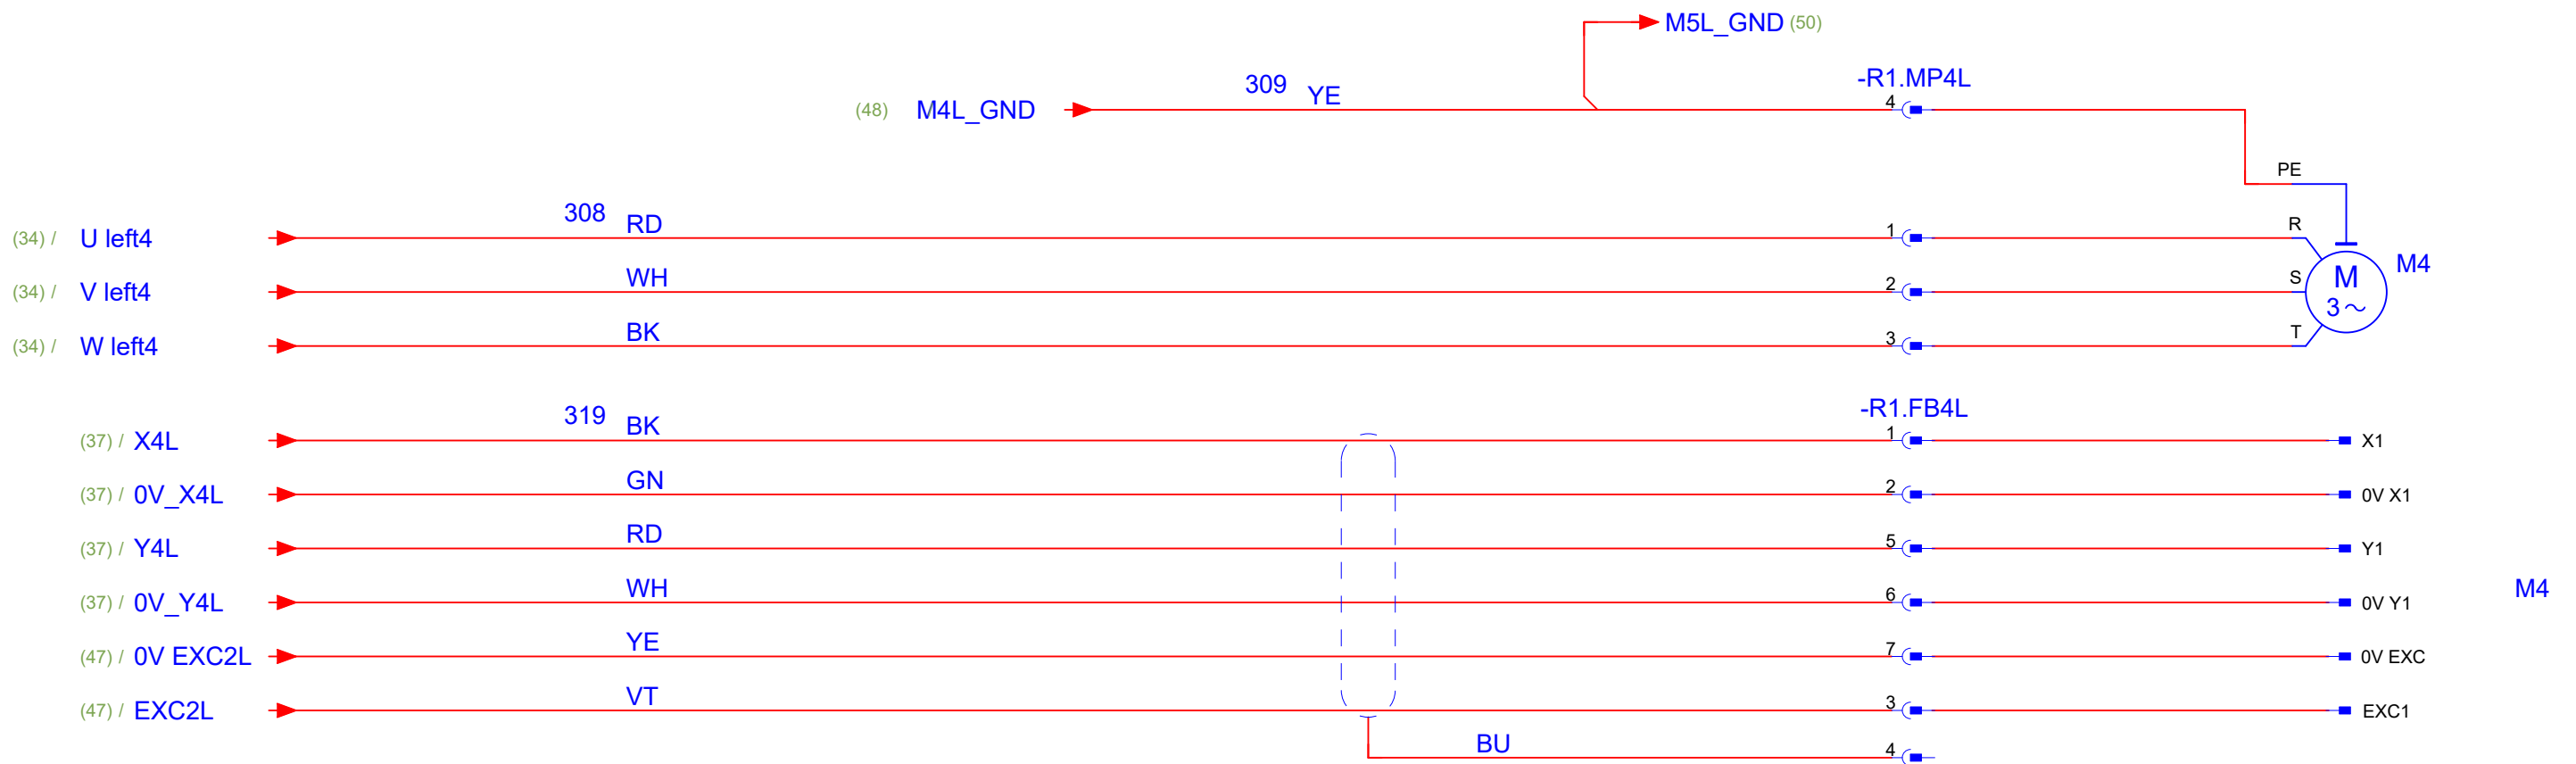 M5L_GND (50)
-R1.MP4L
309 YE
(48) M4L_GND 4
PE
308 RD
(34) / U left4 1 R
WH
(34) / V left4 2 S M 3~ M4
BK
(34) / W left4 3 T
319 BK -R1.FB4L
(37) / X4L 1 X1
GN
(37) / 0V_X4L 2 0V X1
RD
(37) / Y4L 5 Y1
WH M4
(37) / 0V_Y4L 6 0V Y1
YE
(47) / 0V EXC2L 7 0V EXC
VT
(47) / EXC2L 3 EXC1
BU 4